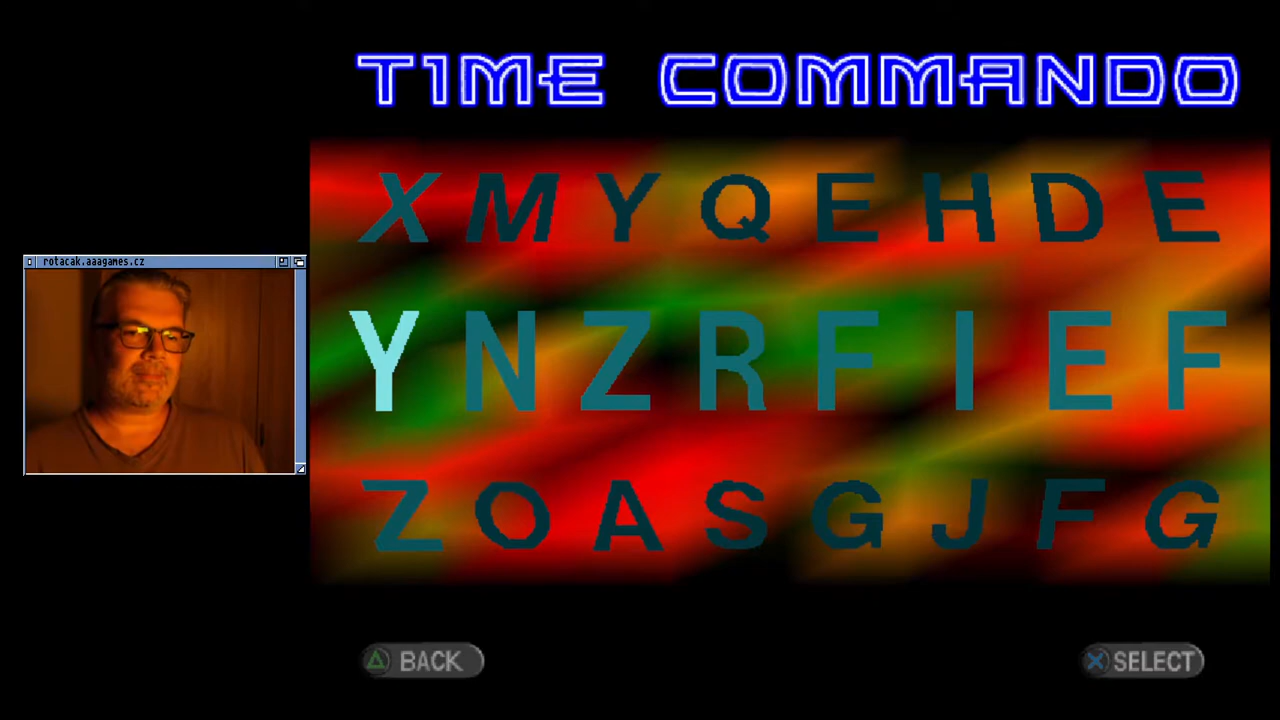 TIME COMMANDO
X M Y Q E H D E
rotacak.aaagames.cz
Y N Z R F I E F
Z O A S G J F G
BACK
SELECT